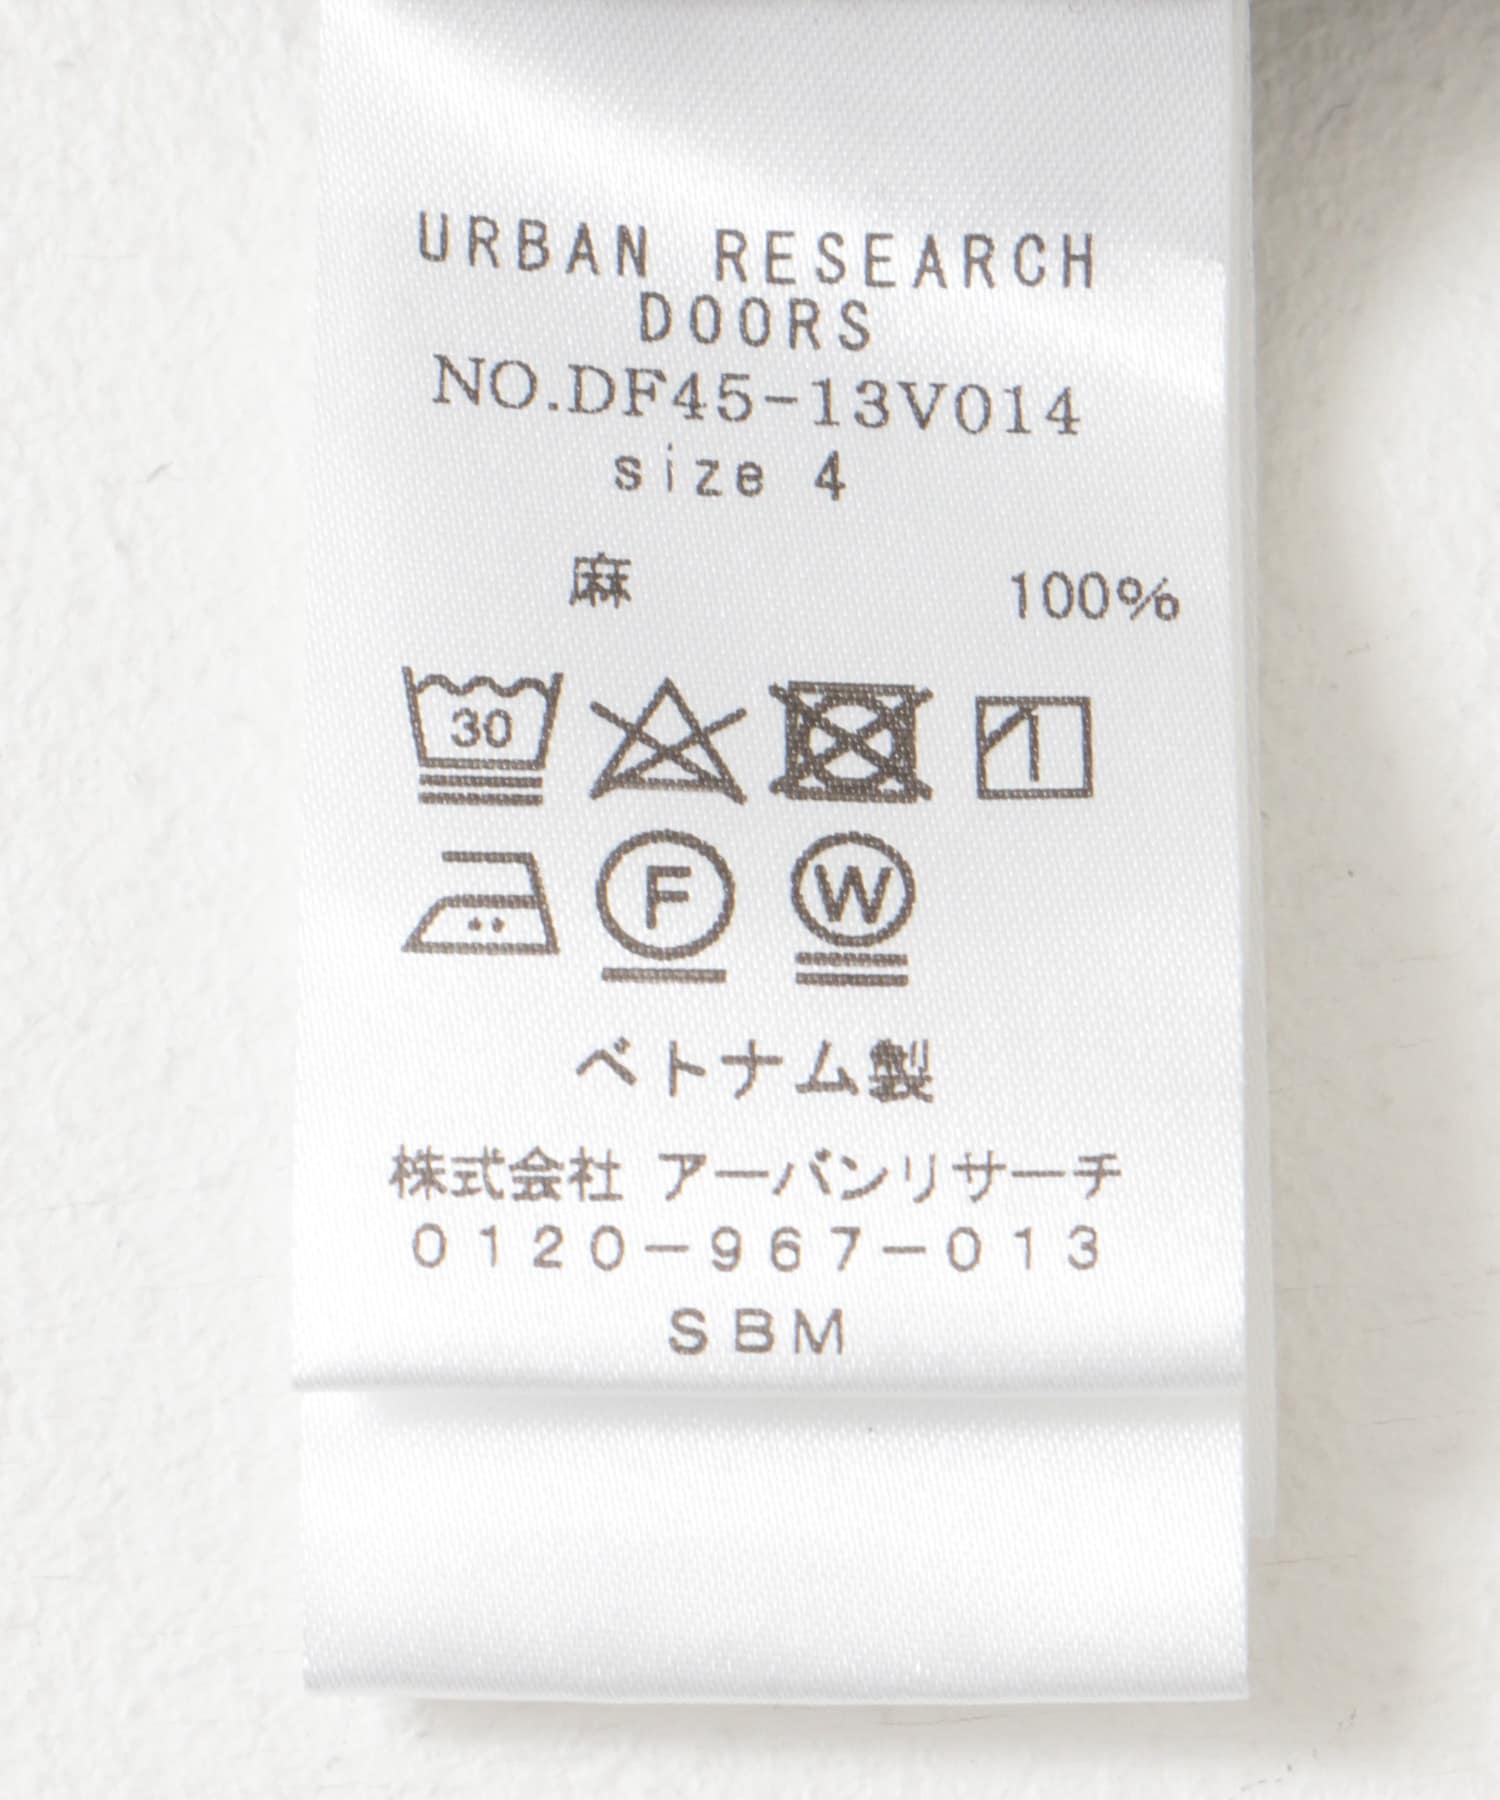 URBAN RESEARCH
DOORS
NO.DF45-13V014
size 4
麻 100%
30
F W
ベトナム製
株式会社 アーバンリサーチ
0120-967-013
SBM